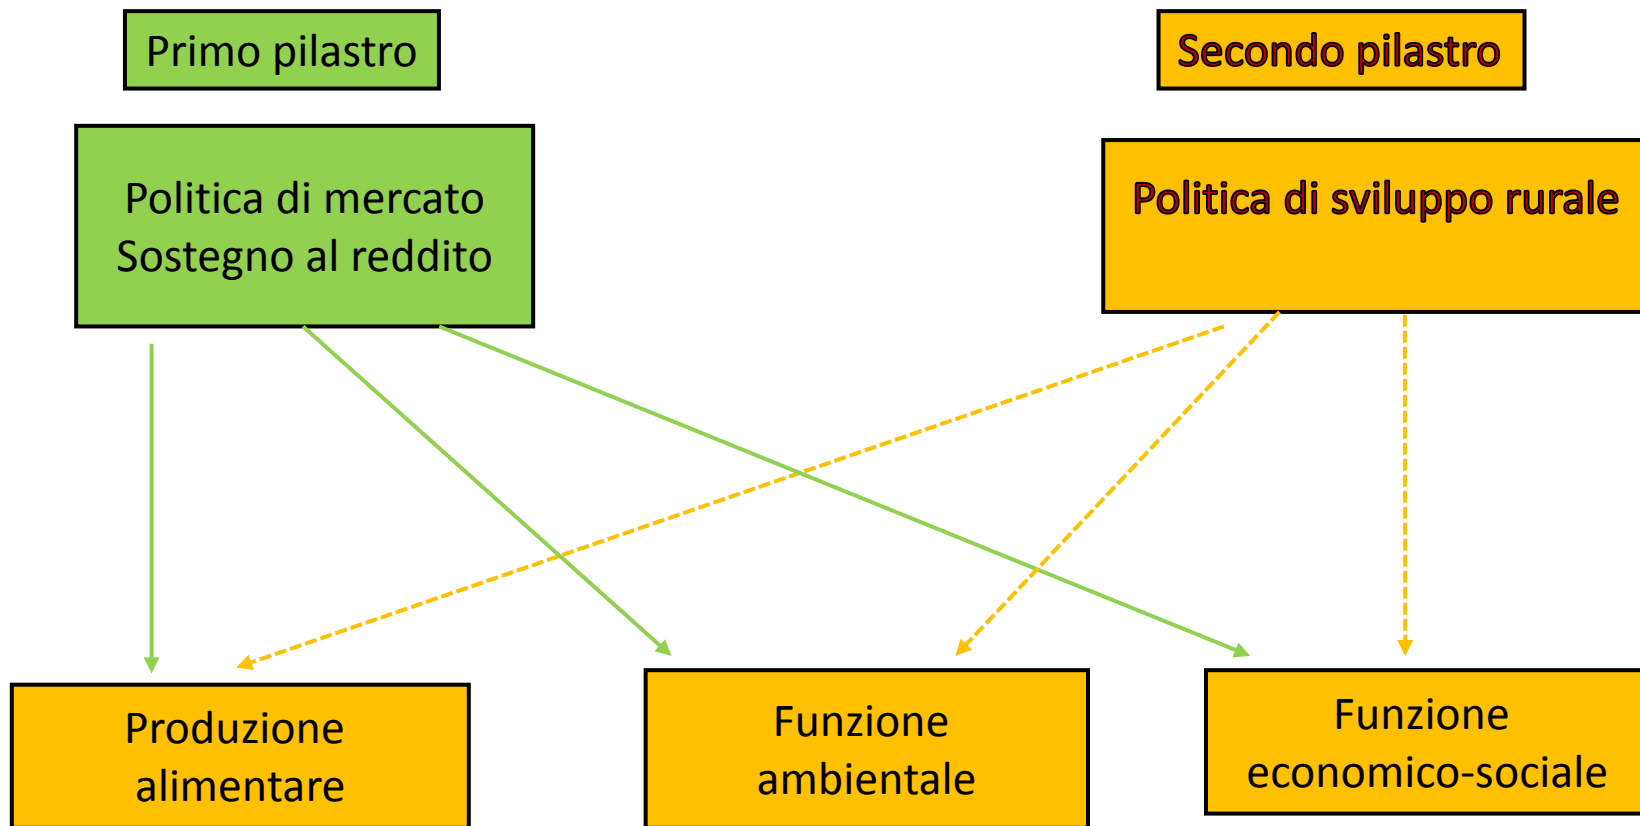 Primo pilastro
Secondo pilastro
Politica di mercato
Sostegno al reddito
Politica di sviluppo rurale
Produzione
alimentare
Funzione
ambientale
Funzione
economico-sociale